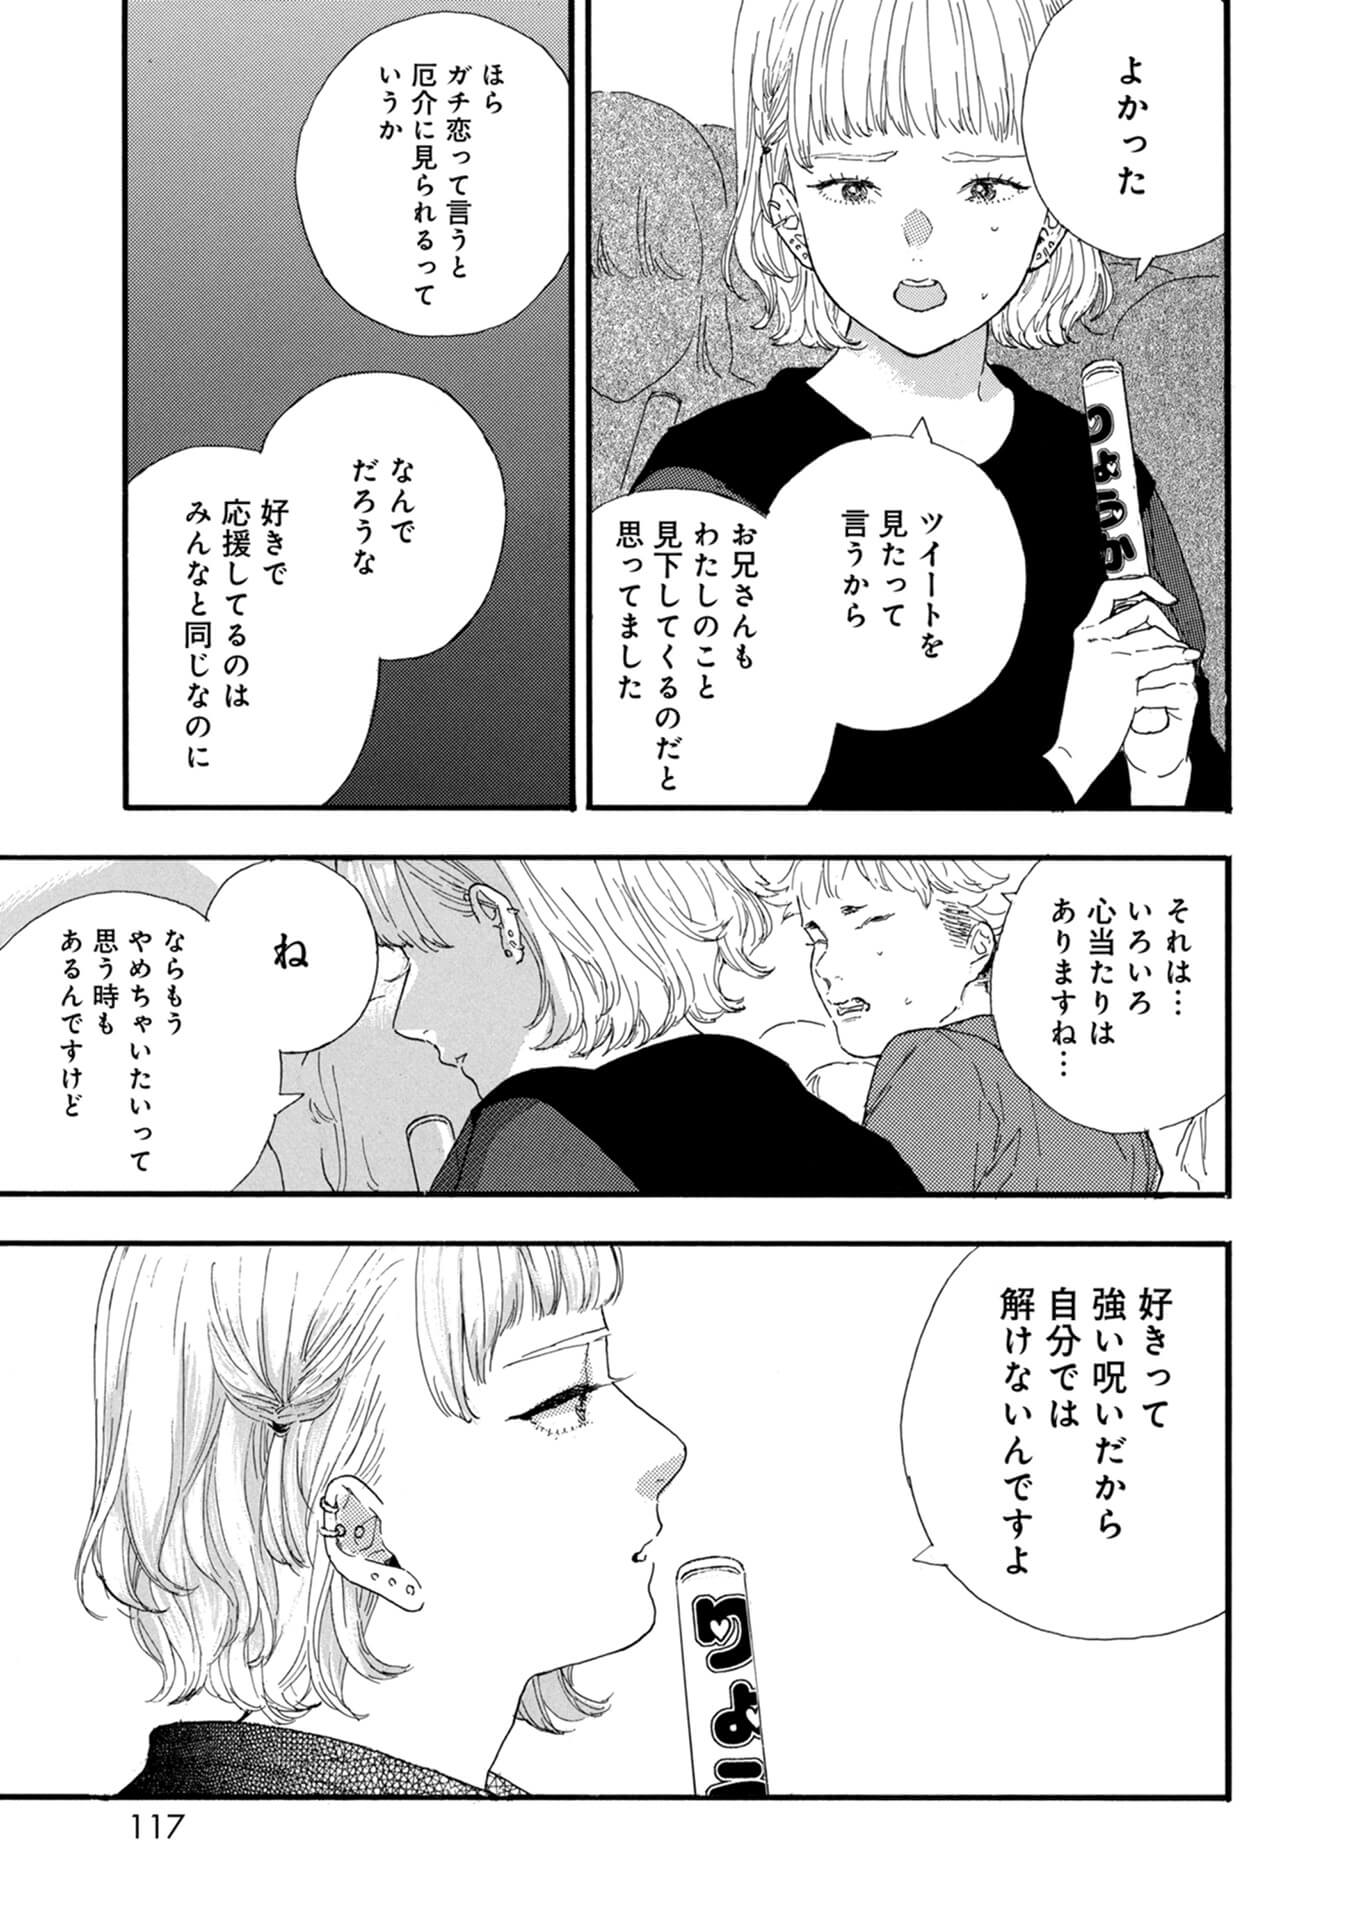 よかった
ツイートを
見たって
言うから
お兄さんも
わたしのこと
見下してくるのだと
思ってました
りょうか
ほら
ガチ恋って言うと
厄介に見られるって
いうか
なんで
だろうな
好きで
応援してるのは
みんなと同じなのに
それは…
いろいろ
心当たりは
ありますね…
ね
ならもう
やめちゃいたいって
思う時も
あるんですけど
好きって
強い呪いだから
自分では
解けないんですよ
りょう
117